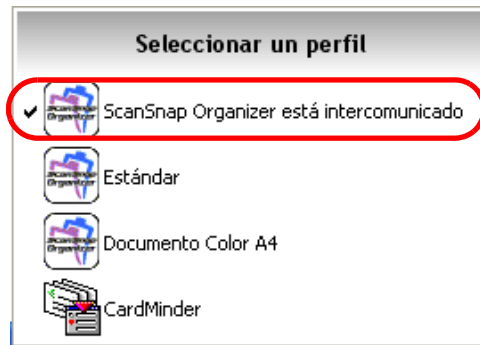 Seleccionar un perfil
ScanSnap Organizer está intercomunicado
Estándar
Documento Color A4
CardMinder